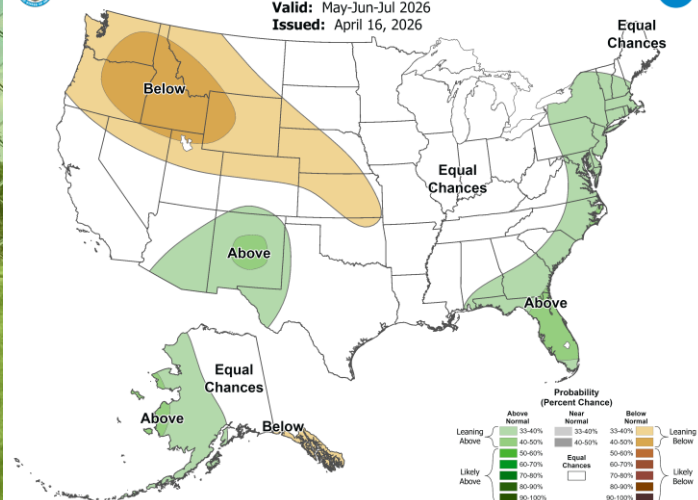 Valid: May-Jun-Jul 2026
Issued: April 16, 2026
Equal
Chances
Below
Equal
Chances
Above
Above
Equal
Chances
Above
Below
Probability
(Percent Chance)
Above
Normal
Near
Normal
Below
Normal
Leaning
Above
33-40%
40-50%
33-40%
40-50%
33-40%
40-50%
Leaning
Below
Equal
Chances
Likely
Above
50-60%
60-70%
70-80%
80-90%
90-100%
50-60%
60-70%
70-80%
80-90%
90-100%
Likely
Below